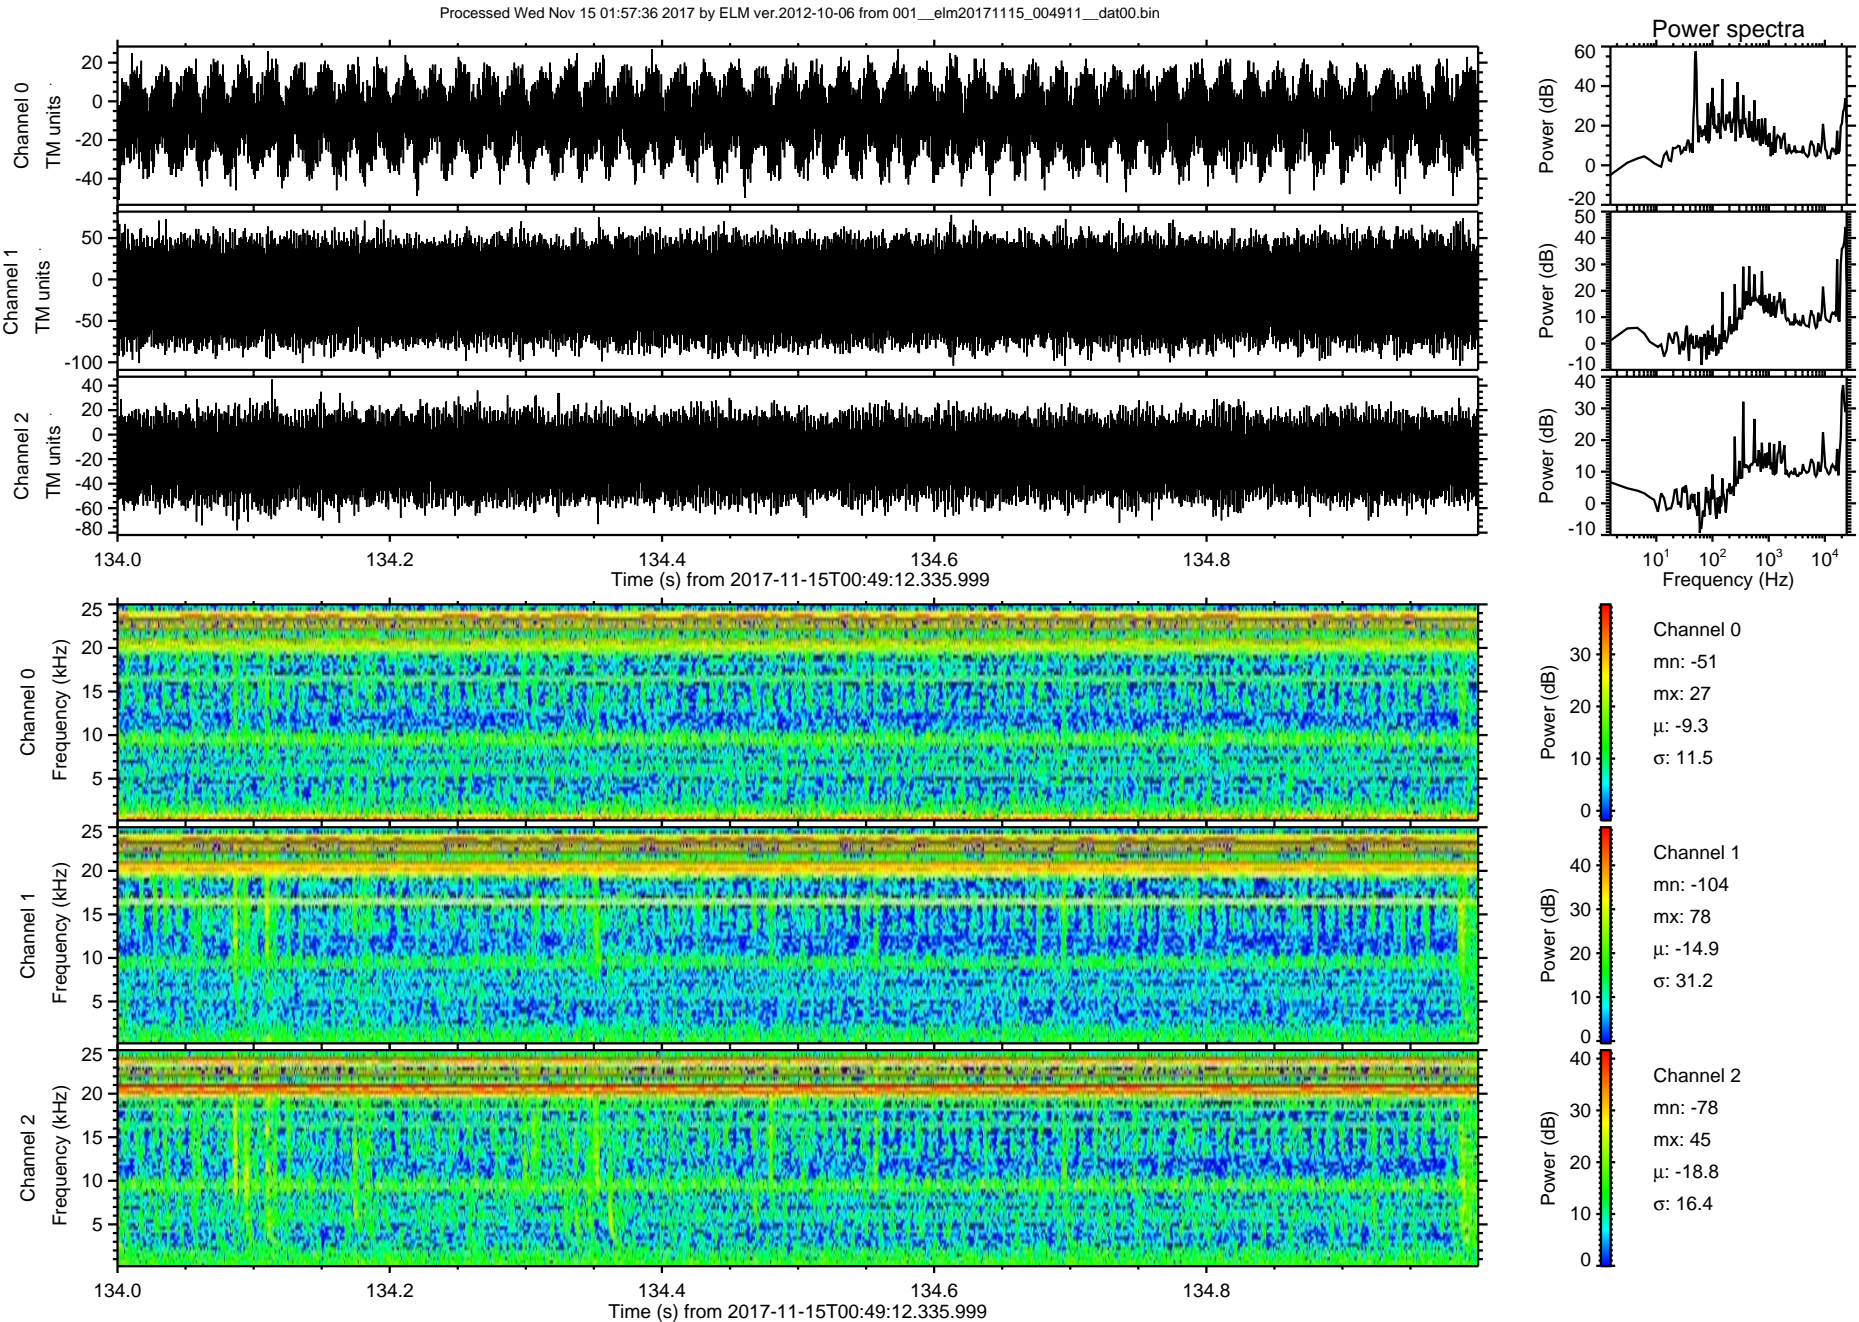 Processed Wed Nov 15 01:57:36 2017 by ELM ver.2012-10-06 from 001__elm20171115_004911__dat00.bin
Power spectra
Channel 0
TM units
20
0
-20
-40
Power (dB)
60
40
20
0
-20
Channel 1
TM units
50
0
-50
-100
Power (dB)
50
40
30
20
10
0
-10
Channel 2
TM units
40
20
0
-20
-40
-60
-80
Power (dB)
40
30
20
10
0
-10
134.0 134.2 134.4 134.6 134.8
Time (s) from 2017-11-15T00:49:12.335.999
10¹ 10² 10³ 10⁴
Frequency (Hz)
Channel 0
Frequency (kHz)
25
20
15
10
5
Power (dB)
30
20
10
0
Channel 0
mn: -51
mx: 27
µ: -9.3
σ: 11.5
Channel 1
Frequency (kHz)
25
20
15
10
5
Power (dB)
40
30
20
10
0
Channel 1
mn: -104
mx: 78
µ: -14.9
σ: 31.2
Channel 2
Frequency (kHz)
25
20
15
10
5
Power (dB)
40
30
20
10
0
Channel 2
mn: -78
mx: 45
µ: -18.8
σ: 16.4
134.0 134.2 134.4 134.6 134.8
Time (s) from 2017-11-15T00:49:12.335.999